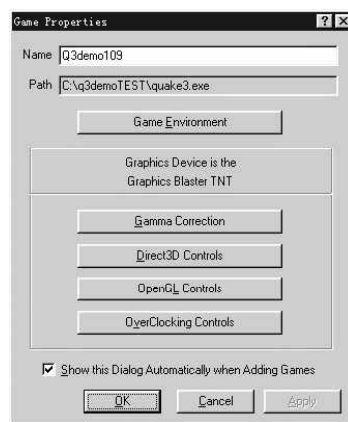 Game Properties
Name Q3demo109
Path C:\q3demoTEST\quake3.exe
Game Environment
Graphics Device is the
Graphics Blaster TNT
Gamma Correction
Direct3D Controls
OpenGL Controls
OverClocking Controls
Show this Dialog Automatically when Adding Games
OK Cancel Apply